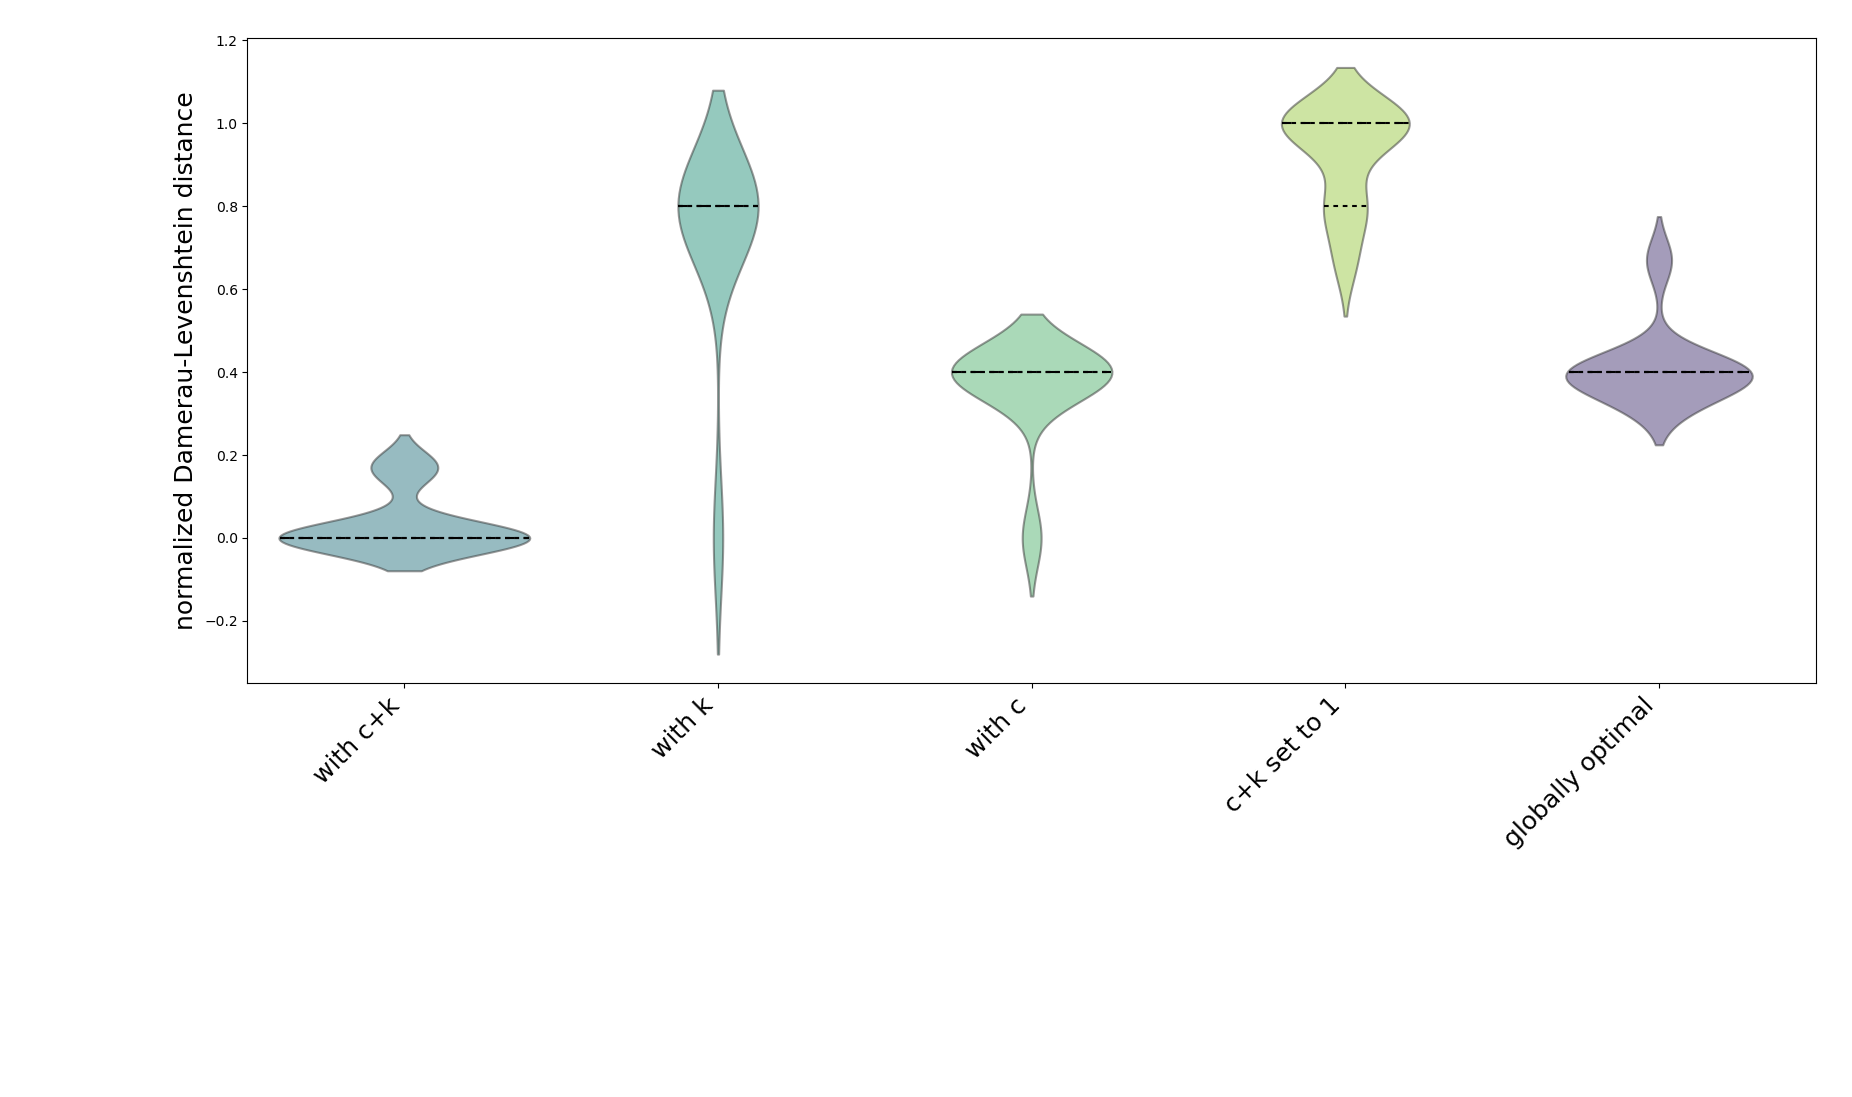 normalized Damerau-Levenshtein distance
1.2
1.0
0.8
0.6
0.4
0.2
0.0
−0.2
with c+k
with k
with c
c+k set to 1
globally optimal